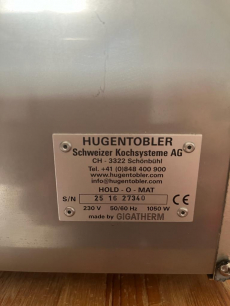 HUGENTOBLER
Schweizer Kochsysteme AG
CH - 3322 Schönbühl
Tel. +41 (0)848 400 900
www.hugentobler.com
info@hugentobler.com
HOLD - O - MAT
S/N 25 16 27340
230 V 50/60 Hz 1050 W CE
made by GIGATHERM